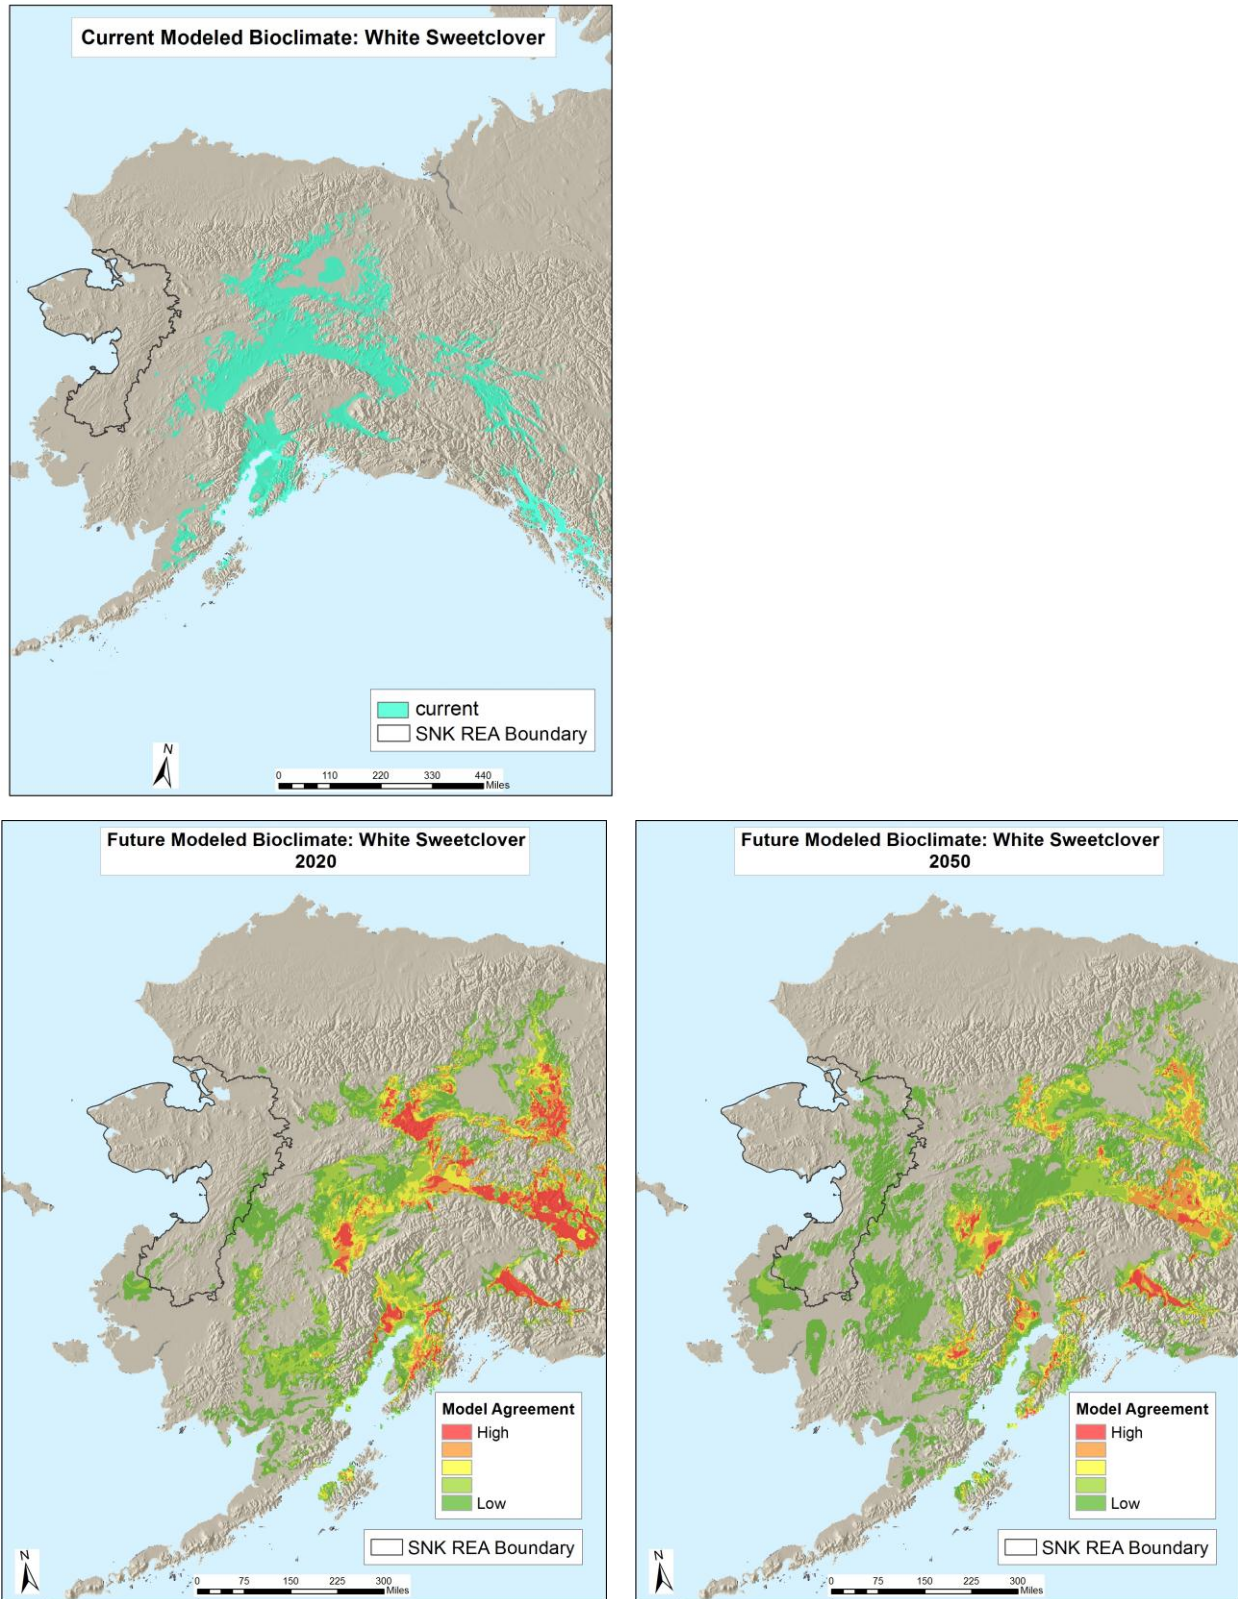 Current Modeled Bioclimate: White Sweetclover
current
SNK REA Boundary
N
0 110 220 330 440
Miles
Future Modeled Bioclimate: White Sweetclover
2020
Model Agreement
High
Low
SNK REA Boundary
N
0 75 150 225 300
Miles
Future Modeled Bioclimate: White Sweetclover
2050
Model Agreement
High
Low
SNK REA Boundary
N
0 75 150 225 300
Miles